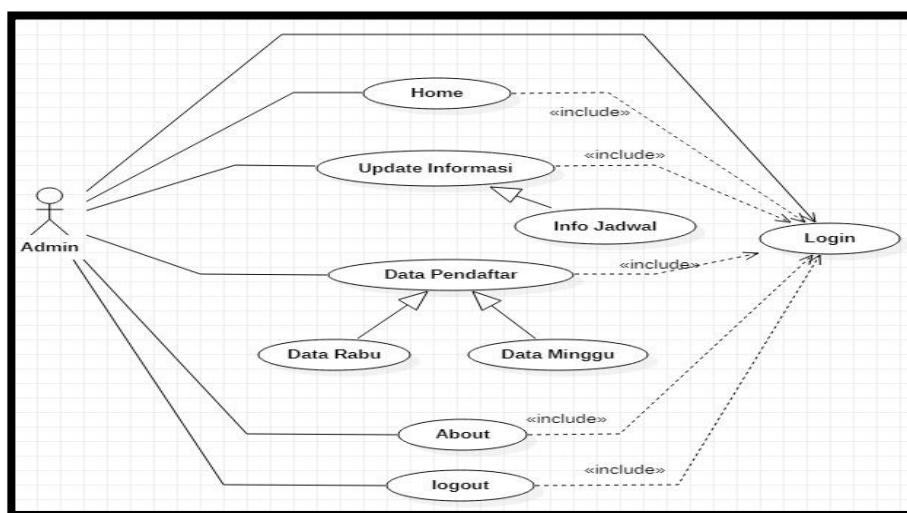 Home
«include»
Update Informasi
«include»
Info Jadwal
Login
Admin
Data Pendaftar
«include»
Data Rabu
Data Minggu
About
«include»
logout
«include»